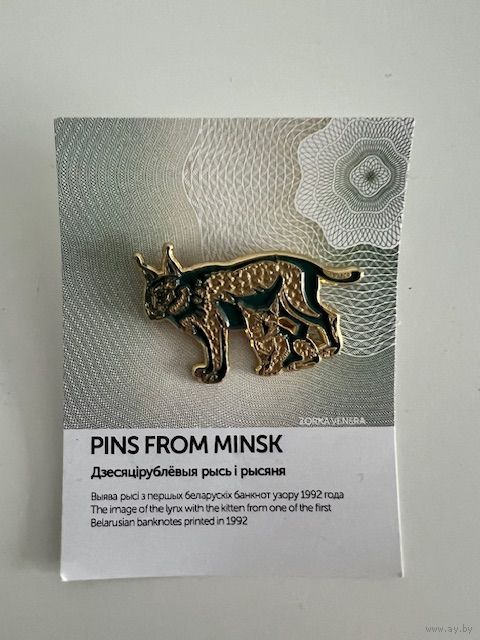 ZORKA VENERA
PINS FROM MINSK
Дзесяцірублёвыя рысь і рысяня
Выява рысі з першых беларускіх банкнот узору 1992 года
The image of the lynx with the kitten from one of the first
Belarusian banknotes printed in 1992
www.ay.by